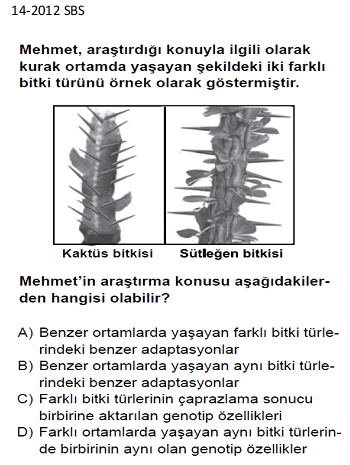 14-2012 SBS
Mehmet, araştırdığı konuyla ilgili olarak
kurak ortamda yaşayan şekildeki iki farklı
bitki türünü örnek olarak göstermiştir.
Kaktüs bitkisi Sütleğen bitkisi
Mehmet'in araştırma konusu aşağıdakiler-
den hangisi olabilir?
A) Benzer ortamlarda yaşayan farklı bitki türle-
rindeki benzer adaptasyonlar
B) Benzer ortamlarda yaşayan aynı bitki türle-
rindeki benzer adaptasyonlar
C) Farklı bitki türlerinin çaprazlama sonucu
birbirine aktarılan genotip özellikleri
D) Farklı ortamlarda yaşayan aynı bitki türlerin-
de birbirinin aynı olan genotip özellikler